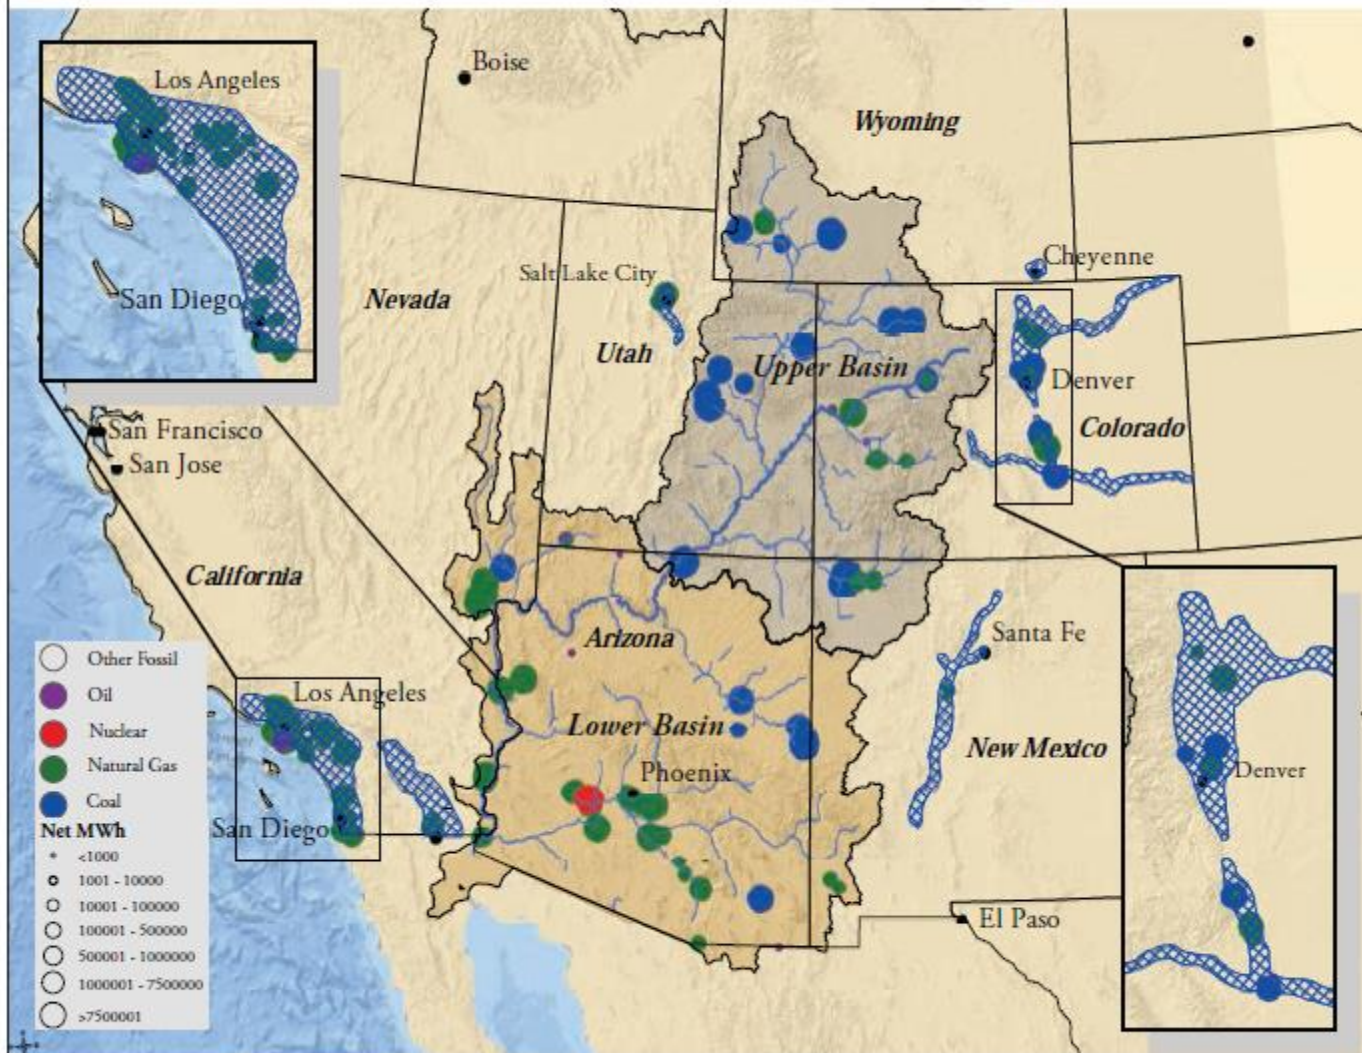 Boise
Wyoming
Los Angeles
San Diego
Cheyenne
Salt Lake City
Nevada
Utah
Upper Basin
Denver
Colorado
San Francisco
San Jose
California
Arizona
Santa Fe
Lower Basin
New Mexico
Phoenix
Los Angeles
San Diego
El Paso
Denver
Other Fossil
Oil
Nuclear
Natural Gas
Coal
Net MWh
<1000
1001 - 10000
10001 - 100000
100001 - 500000
500001 - 1000000
1000001 - 7500000
>7500001